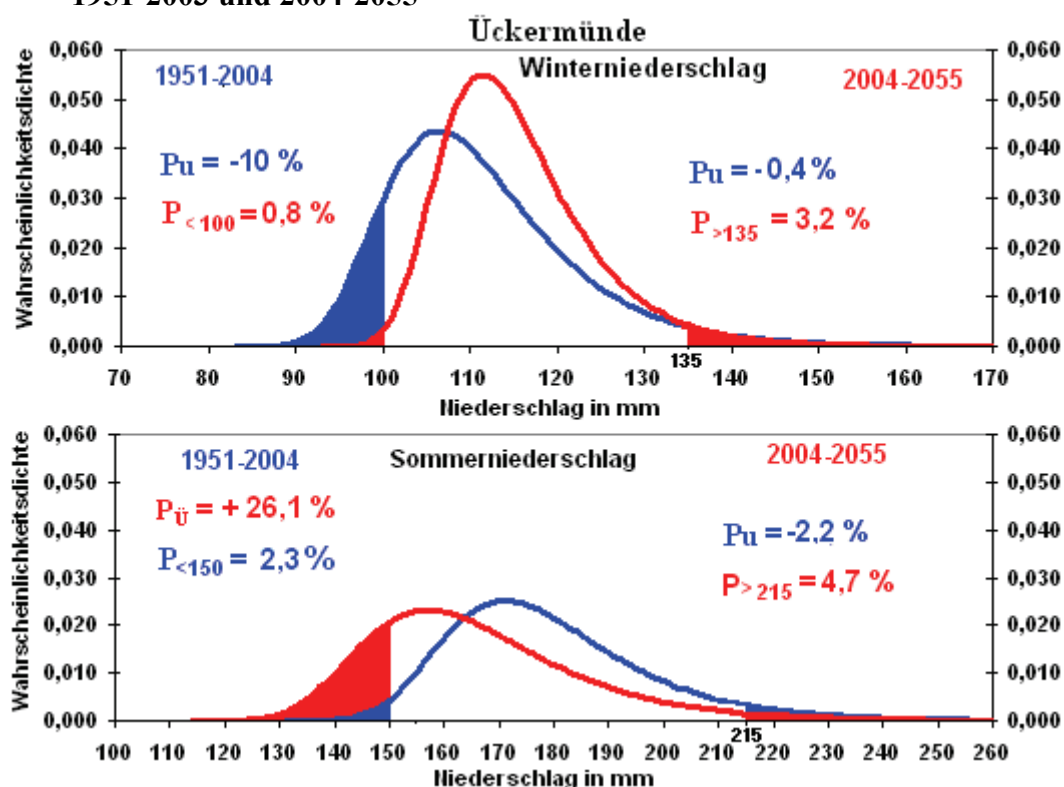 1951-2003 and 2004-2055
Ückermünde
Winterniederschlag
1951-2004
2004-2055
Pu = -10 %
P<100 = 0,8 %
Pu = - 0,4 %
P>135 = 3,2 %
Wahrscheinlichkeitsdichte
0,060 0,060
0,050 0,050
0,040 0,040
0,030 0,030
0,020 0,020
0,010 0,010
0,000 0,000
135
70 80 90 100 110 120 130 140 150 160 170
Niederschlag in mm
Sommerniederschlag
1951-2004
2004-2055
PÜ = + 26,1 %
P<150 = 2,3 %
Pu = -2,2 %
P> 215 = 4,7 %
Wahrscheinlichkeitsdichte
0,060 0,060
0,050 0,050
0,040 0,040
0,030 0,030
0,020 0,020
0,010 0,010
0,000 0,000
215
100 110 120 130 140 150 160 170 180 190 200 210 220 230 240 250 260
Niederschlag in mm